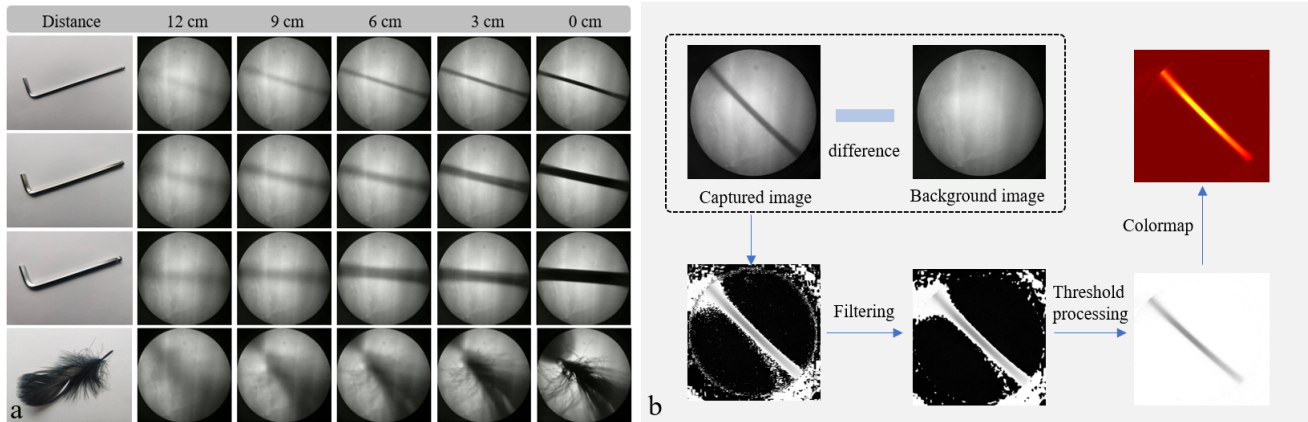 Distance 12 cm 9 cm 6 cm 3 cm 0 cm
a
difference
Captured image
Background image
Colormap
Filtering
Threshold
processing
b